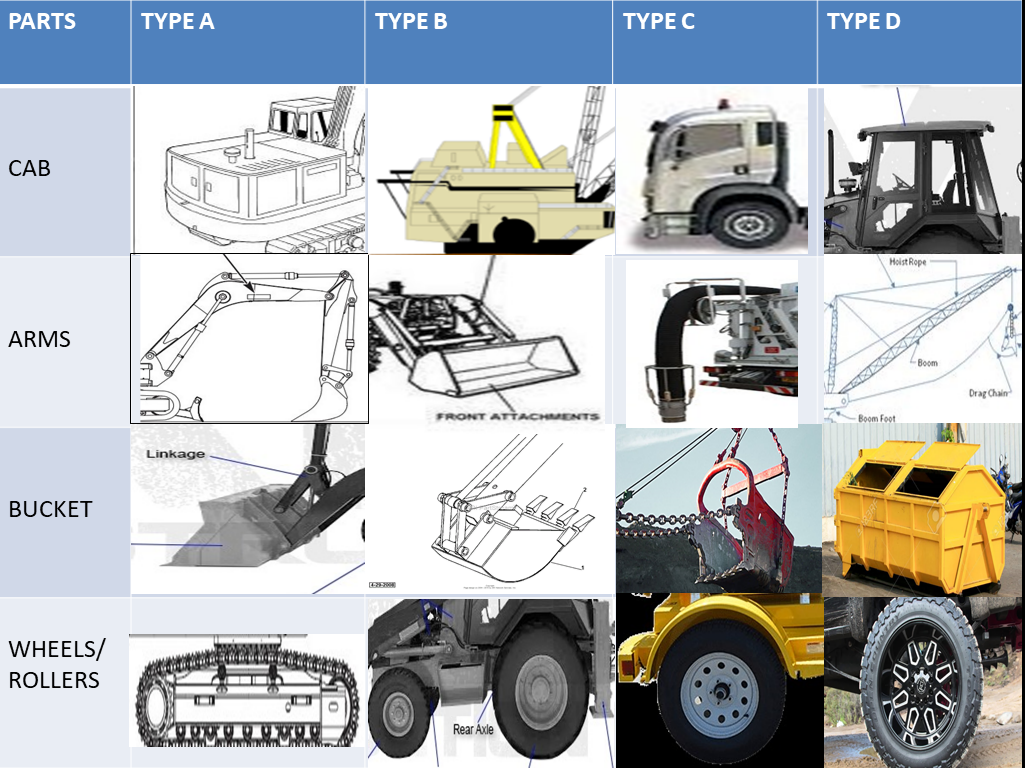 PARTS TYPE A TYPE B TYPE C TYPE D
CAB
ARMS
FRONT ATTACHMENTS
Hoist Rope
Boom
Drag Chain
Boom Foot
BUCKET
Linkage
2
1
4-29-2008
WHEELS/
ROLLERS
Rear Axle